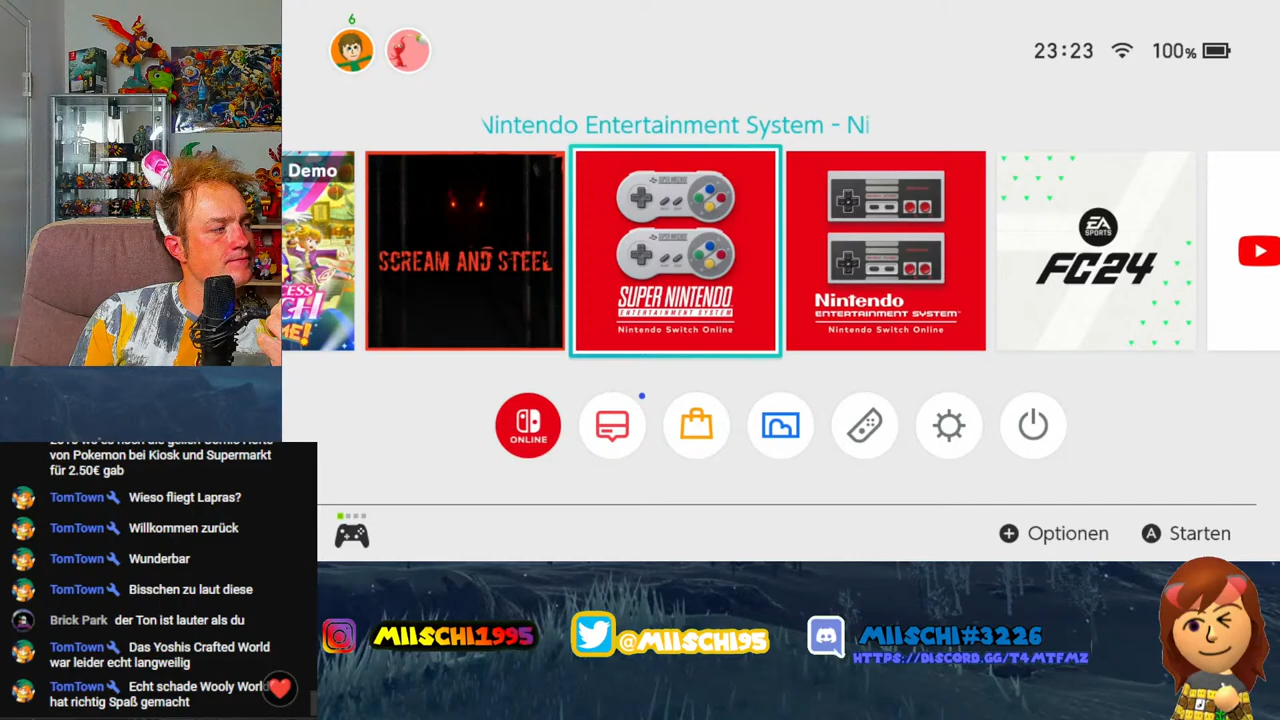 6
23:23
100%
Nintendo Entertainment System - Ni
Demo
SCREAM AND STEEL
SUPER NINTENDO
ENTERTAINMENT SYSTEM
Nintendo Switch Online
Nintendo
ENTERTAINMENT SYSTEM
Nintendo Switch Online
EA
SPORTS
FC24
ONLINE
von Pokemon bei Kiosk und Supermarkt
für 2.50€ gab
TomTown Wieso fliegt Lapras?
TomTown Willkommen zurück
TomTown Wunderbar
TomTown Bisschen zu laut diese
Brick Park der Ton ist lauter als du
TomTown Das Yoshis Crafted World
war leider echt langweilig
TomTown Echt schade Wooly World
hat richtig Spaß gemacht
+ Optionen
A Starten
MIISCHI1995
@MIISCHI95
MIISCHI#3226
HTTPS://DISCORD.GG/T4MTFMZ